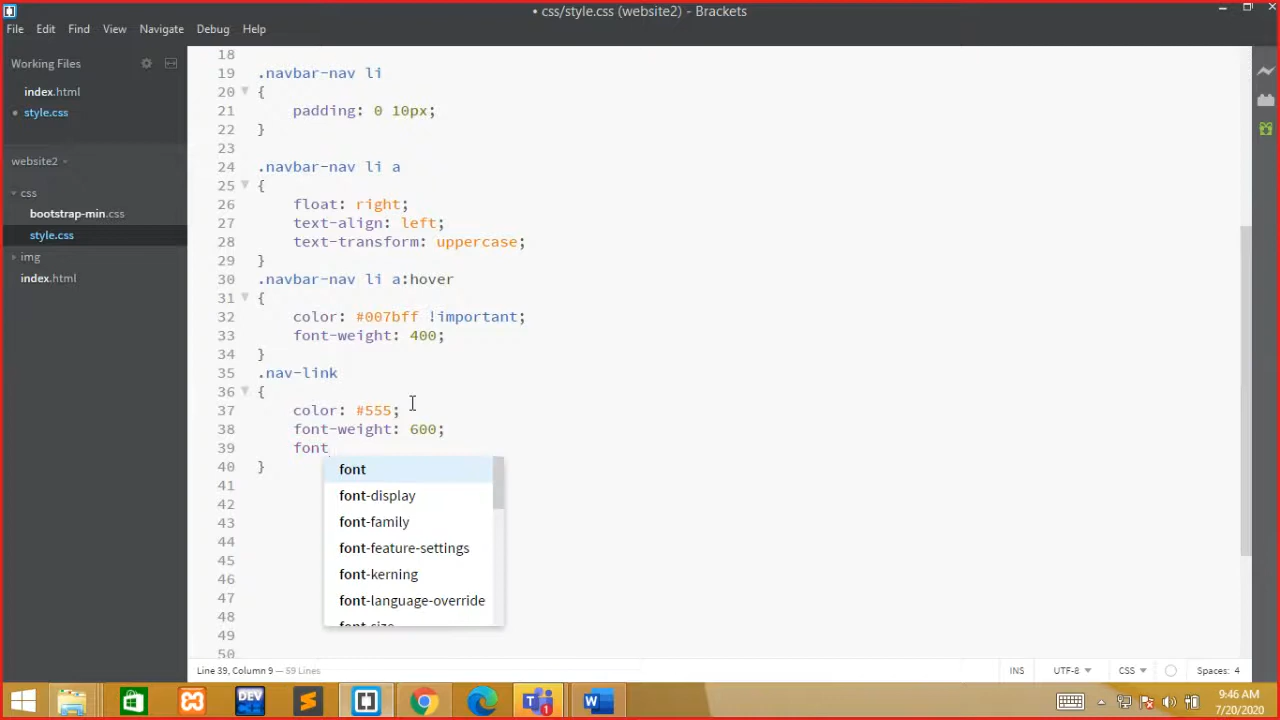 • css/style.css (website2) - Brackets
File Edit Find View Navigate Debug Help
Working Files
index.html
• style.css
website2
css
bootstrap-min.css
style.css
img
index.html
18
19 .navbar-nav li
20 {
21 padding: 0 10px;
22 }
23
24 .navbar-nav li a
25 {
26 float: right;
27 text-align: left;
28 text-transform: uppercase;
29 }
30 .navbar-nav li a:hover
31 {
32 color: #007bff !important;
33 font-weight: 400;
34 }
35 .nav-link
36 {
37 color: #555;
38 font-weight: 600;
39 font
40 }
41
42
43
44
45
46
47
48
49
50
font
font-display
font-family
font-feature-settings
font-kerning
font-language-override
font-size
Line 39, Column 9 — 59 Lines
INS UTF-8 CSS Spaces: 4
DEV
1
9:46 AM
7/20/2020